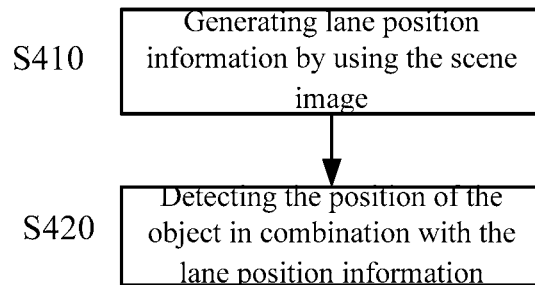 S410
Generating lane position
information by using the scene
image
S420
Detecting the position of the
object in combination with the
lane position information